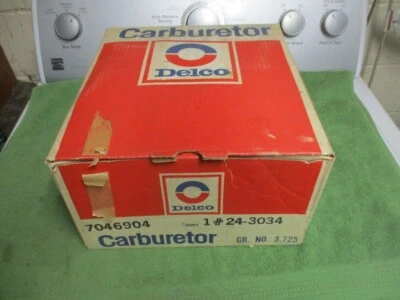 Carburetor
Delco
Delco
7046904 1#24-3034
Carburetor GR. NO. 3.725